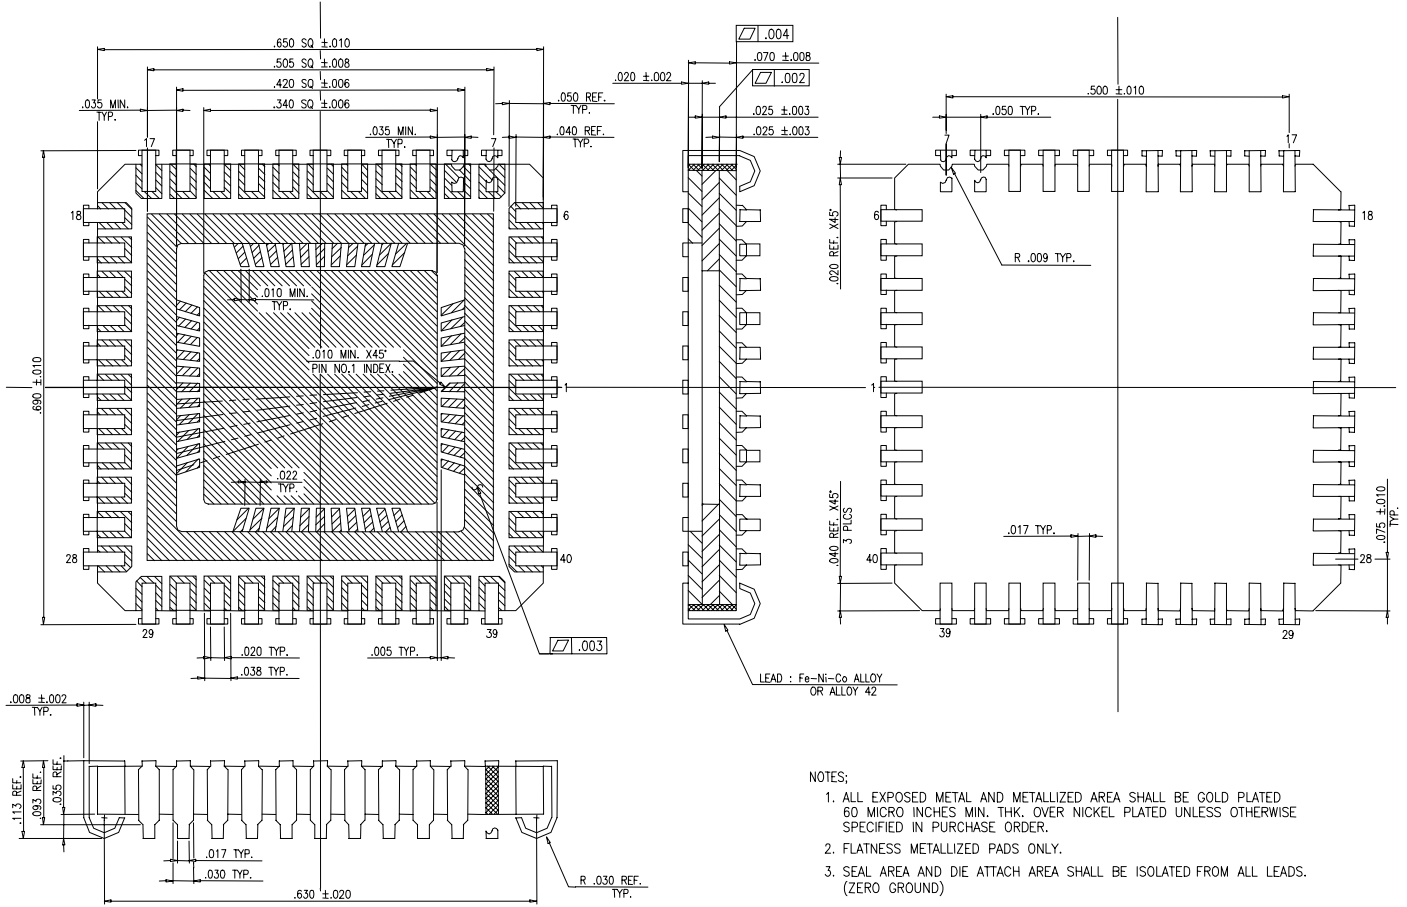 .650 SQ ±.010
.505 SQ ±.008
.420 SQ ±.006
.340 SQ ±.006
.035 MIN.
TYP.
.050 REF.
TYP.
.040 REF.
TYP.
.035 MIN.
TYP.
17
7
18
6
.690 ±.010
.010 MIN.
TYP.
.010 MIN. X45°
PIN NO.1 INDEX.
1
.022
TYP.
28
40
29
39
.020 TYP.
.038 TYP.
.005 TYP.
.003
.004
.070 ±.008
.020 ±.002
.002
.025 ±.003
.025 ±.003
LEAD : Fe-Ni-Co ALLOY
OR ALLOY 42
.500 ±.010
.050 TYP.
7
17
.020 REF. X45°
6
18
R .009 TYP.
1
.040 REF. X45°
3 PLCS
.017 TYP.
.075 ±.010
TYP.
40
28
39
29
.008 ±.002
TYP.
.113 REF.
.093 REF.
.035 REF.
.017 TYP.
.030 TYP.
.630 ±.020
R .030 REF.
TYP.
NOTES;
1. ALL EXPOSED METAL AND METALLIZED AREA SHALL BE GOLD PLATED
60 MICRO INCHES MIN. THK. OVER NICKEL PLATED UNLESS OTHERWISE
SPECIFIED IN PURCHASE ORDER.
2. FLATNESS METALLIZED PADS ONLY.
3. SEAL AREA AND DIE ATTACH AREA SHALL BE ISOLATED FROM ALL LEADS.
(ZERO GROUND)